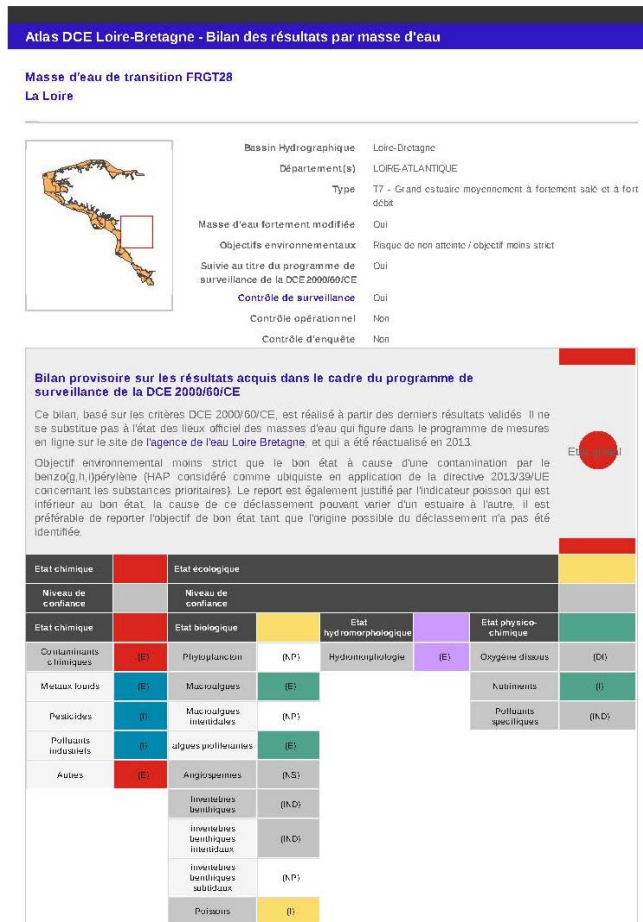 Atlas DCE Loire-Bretagne - Bilan des résultats par masse d'eau
Masse d'eau de transition FRGT28
La Loire
Bassin Hydrographique Loire-Bretagne
Département(s) LOIRE-ATLANTIQUE
Type T7 - Grand estuaire moyennement à fortement salé et à fort
débit
Masse d'eau fortement modifiée Oui
Objectifs environnementaux Risque de non atteinte / objectif moins strict
Suivie au titre du programme de Oui
surveillance de la DCE2000/60/CE
Contrôle de surveillance Oui
Contrôle opérationnel Non
Contrôle d'enquête Non
Bilan provisoire sur les résultats acquis dans le cadre du programme de
surveillance de la DCE 2000/60/CE
Ce bilan, basé sur les critères DCE 2000/60/CE, est réalisé à partir des derniers résultats validés Il ne
se substitue pas à l'état des lieux officiel des masses d'eau qui figure dans le programme de mesures
en ligne sur le site de l'agence de l'eau Loire Bretagne, et qui a été réactualisé en 2013.
Objectif environnemental moins strict que le bon état à cause d'une contamination par le
benzo(g,h,i)pérylène (HAP considéré comme ubiquiste en application de la directive 2013/39/UE
concernant les substances prioritaires). Le report est également justifié par l'indicateur poisson qui est
inférieur au bon état, la cause de ce déclassement pouvant varier d'un estuaire à l'autre, il est
préférable de reporter l'objectif de bon état tant que l'origine possible du déclassement n'a pas été
identifiée.
Etat global
Etat chimique Etat écologique
Niveau de Niveau de
confiance confiance
Etat chimique Etat biologique Etat hydromorphologique Etat physico-chimique
Contaminants chimiques (E) Phytoplancton (NP) Hydromorphologie (E) Oxygène dissous (DI)
Métaux lourds (E) Macroalgues (E) Nutriments (I)
Pesticides (I) Macroalgues intertidales (NP) Polluants spécifiques (IND)
Polluants industriels (I) algues proliférantes (E)
Autres (E) Angiospermes (NS)
Invertébrés benthiques (IND)
invertébrés benthiques intertidaux (IND)
invertébrés benthiques subtidaux (NP)
Poissons (I)